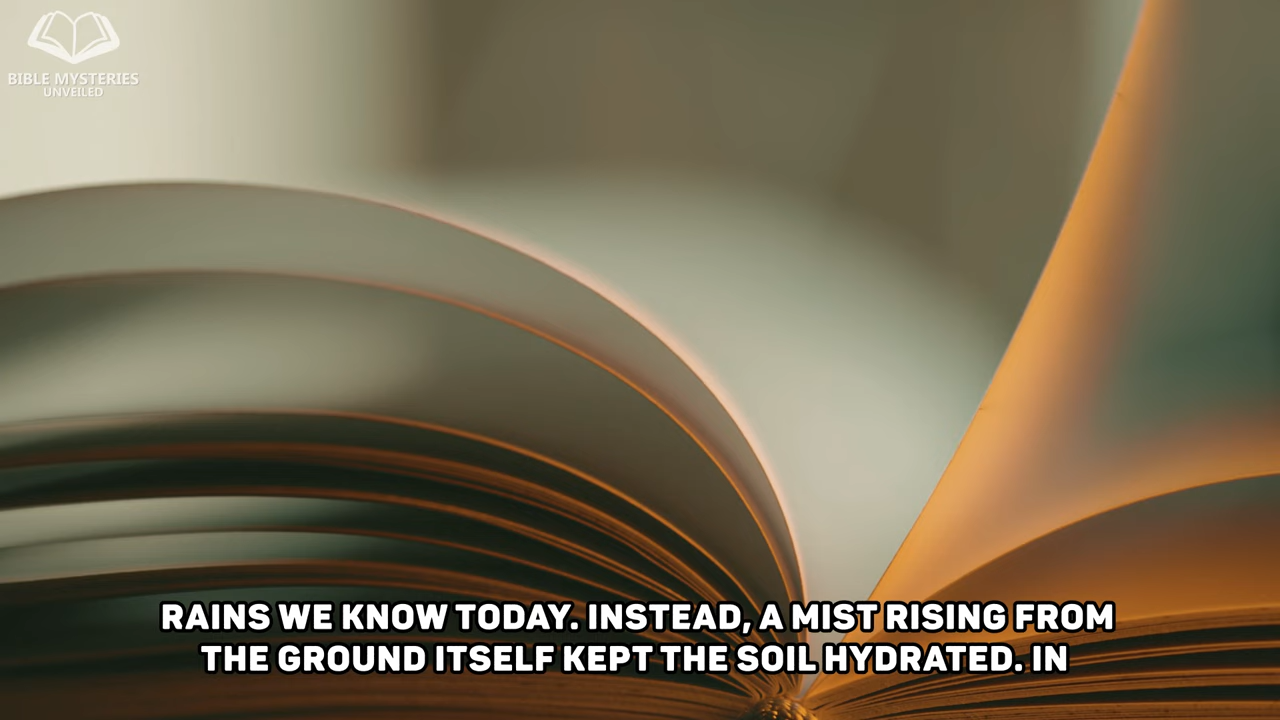 BIBLE MYSTERIES
UNVEILED
RAINS WE KNOW TODAY. INSTEAD, A MIST RISING FROM
THE GROUND ITSELF KEPT THE SOIL HYDRATED. IN